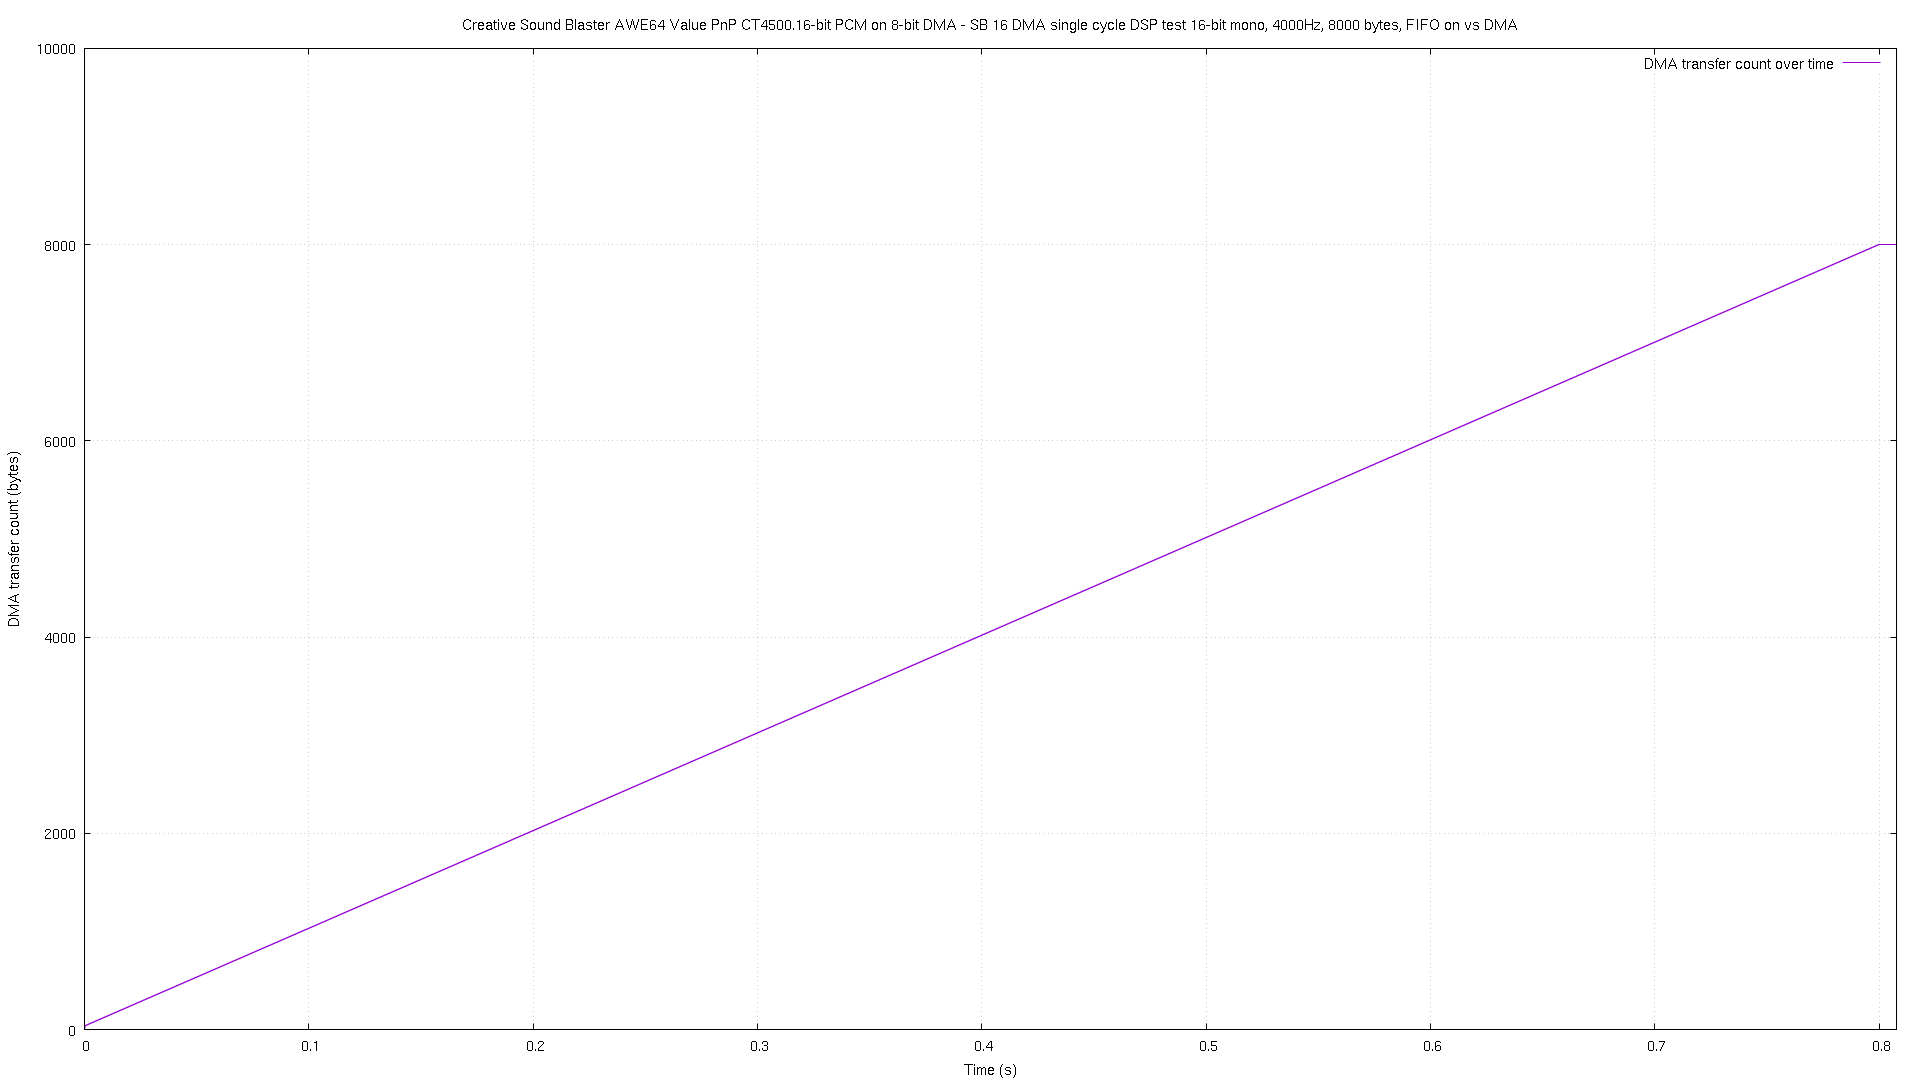 Creative Sound Blaster AWE64 Value PnP CT4500.16-bit PCM on 8-bit DMA - SB 16 DMA single cycle DSP test 16-bit mono, 4000Hz, 8000 bytes, FIFO on vs DMA
DMA transfer count over time
10000
8000
6000
4000
2000
0
DMA transfer count (bytes)
0 0.1 0.2 0.3 0.4 0.5 0.6 0.7 0.8
Time (s)